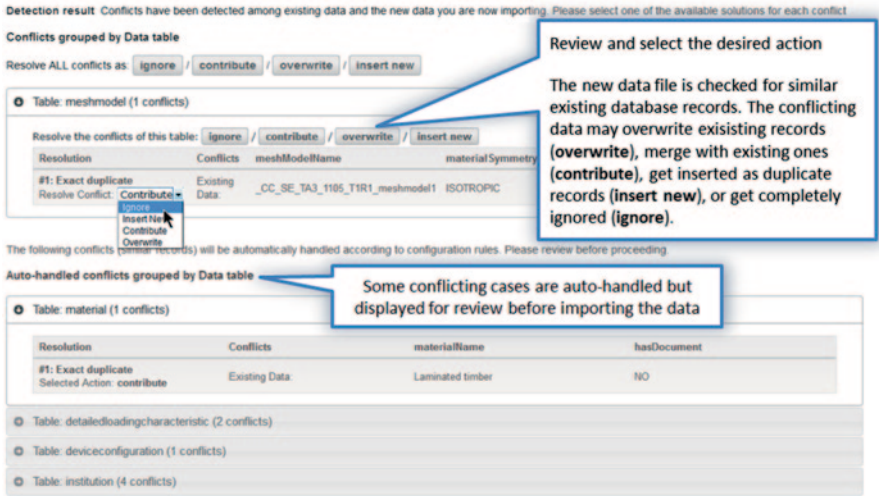 Detection result Conflicts have been detected among existing data and the new data you are now importing. Please select one of the available solutions for each conflict
Conflicts grouped by Data table
Resolve ALL conflicts as: ignore / contribute / overwrite / insert new
Review and select the desired action
The new data file is checked for similar
existing database records. The conflicting
data may overwrite exisisting records
(overwrite), merge with existing ones
(contribute), get inserted as duplicate
records (insert new), or get completely
ignored (ignore).
Table: meshmodel (1 conflicts)
Resolve the conflicts of this table: ignore / contribute / overwrite / insert new
Resolution Conflicts meshModelName materialSymmetry
#1: Exact duplicate
Resolve Conflict: Contribute
Existing
Data:
_CC_SE_TA3_1105_T1R1_meshmodel1 ISOTROPIC
Ignore
Insert New
Contribute
Overwrite
The following conflicts (similar records) will be automatically handled according to configuration rules. Please review before proceeding.
Auto-handled conflicts grouped by Data table
Some conflicting cases are auto-handled but
displayed for review before importing the data
Table: material (1 conflicts)
Resolution Conflicts materialName hasDocument
#1: Exact duplicate
Selected Action: contribute
Existing Data: Laminated timber NO
Table: detailedloadingcharacteristic (2 conflicts)
Table: deviceconfiguration (1 conflicts)
Table: institution (4 conflicts)